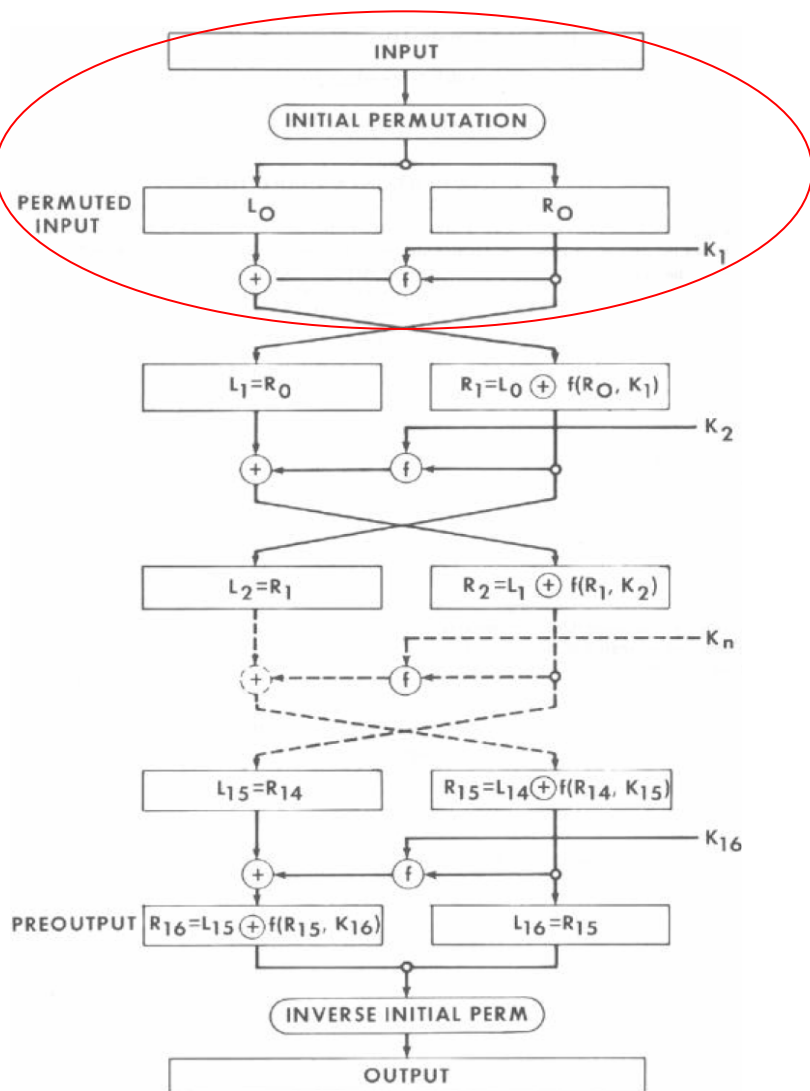 INPUT
INITIAL PERMUTATION
PERMUTED
INPUT
L₀
R₀
K₁
+
f
L₁=R₀
R₁=L₀ ⊕ f(R₀, K₁)
K₂
+
f
L₂=R₁
R₂=L₁ ⊕ f(R₁, K₂)
Kₙ
+
f
L₁₅=R₁₄
R₁₅=L₁₄⊕f(R₁₄, K₁₅)
K₁₆
+
f
PREOUTPUT
R₁₆=L₁₅⊕f(R₁₅, K₁₆)
L₁₆=R₁₅
INVERSE INITIAL PERM
OUTPUT